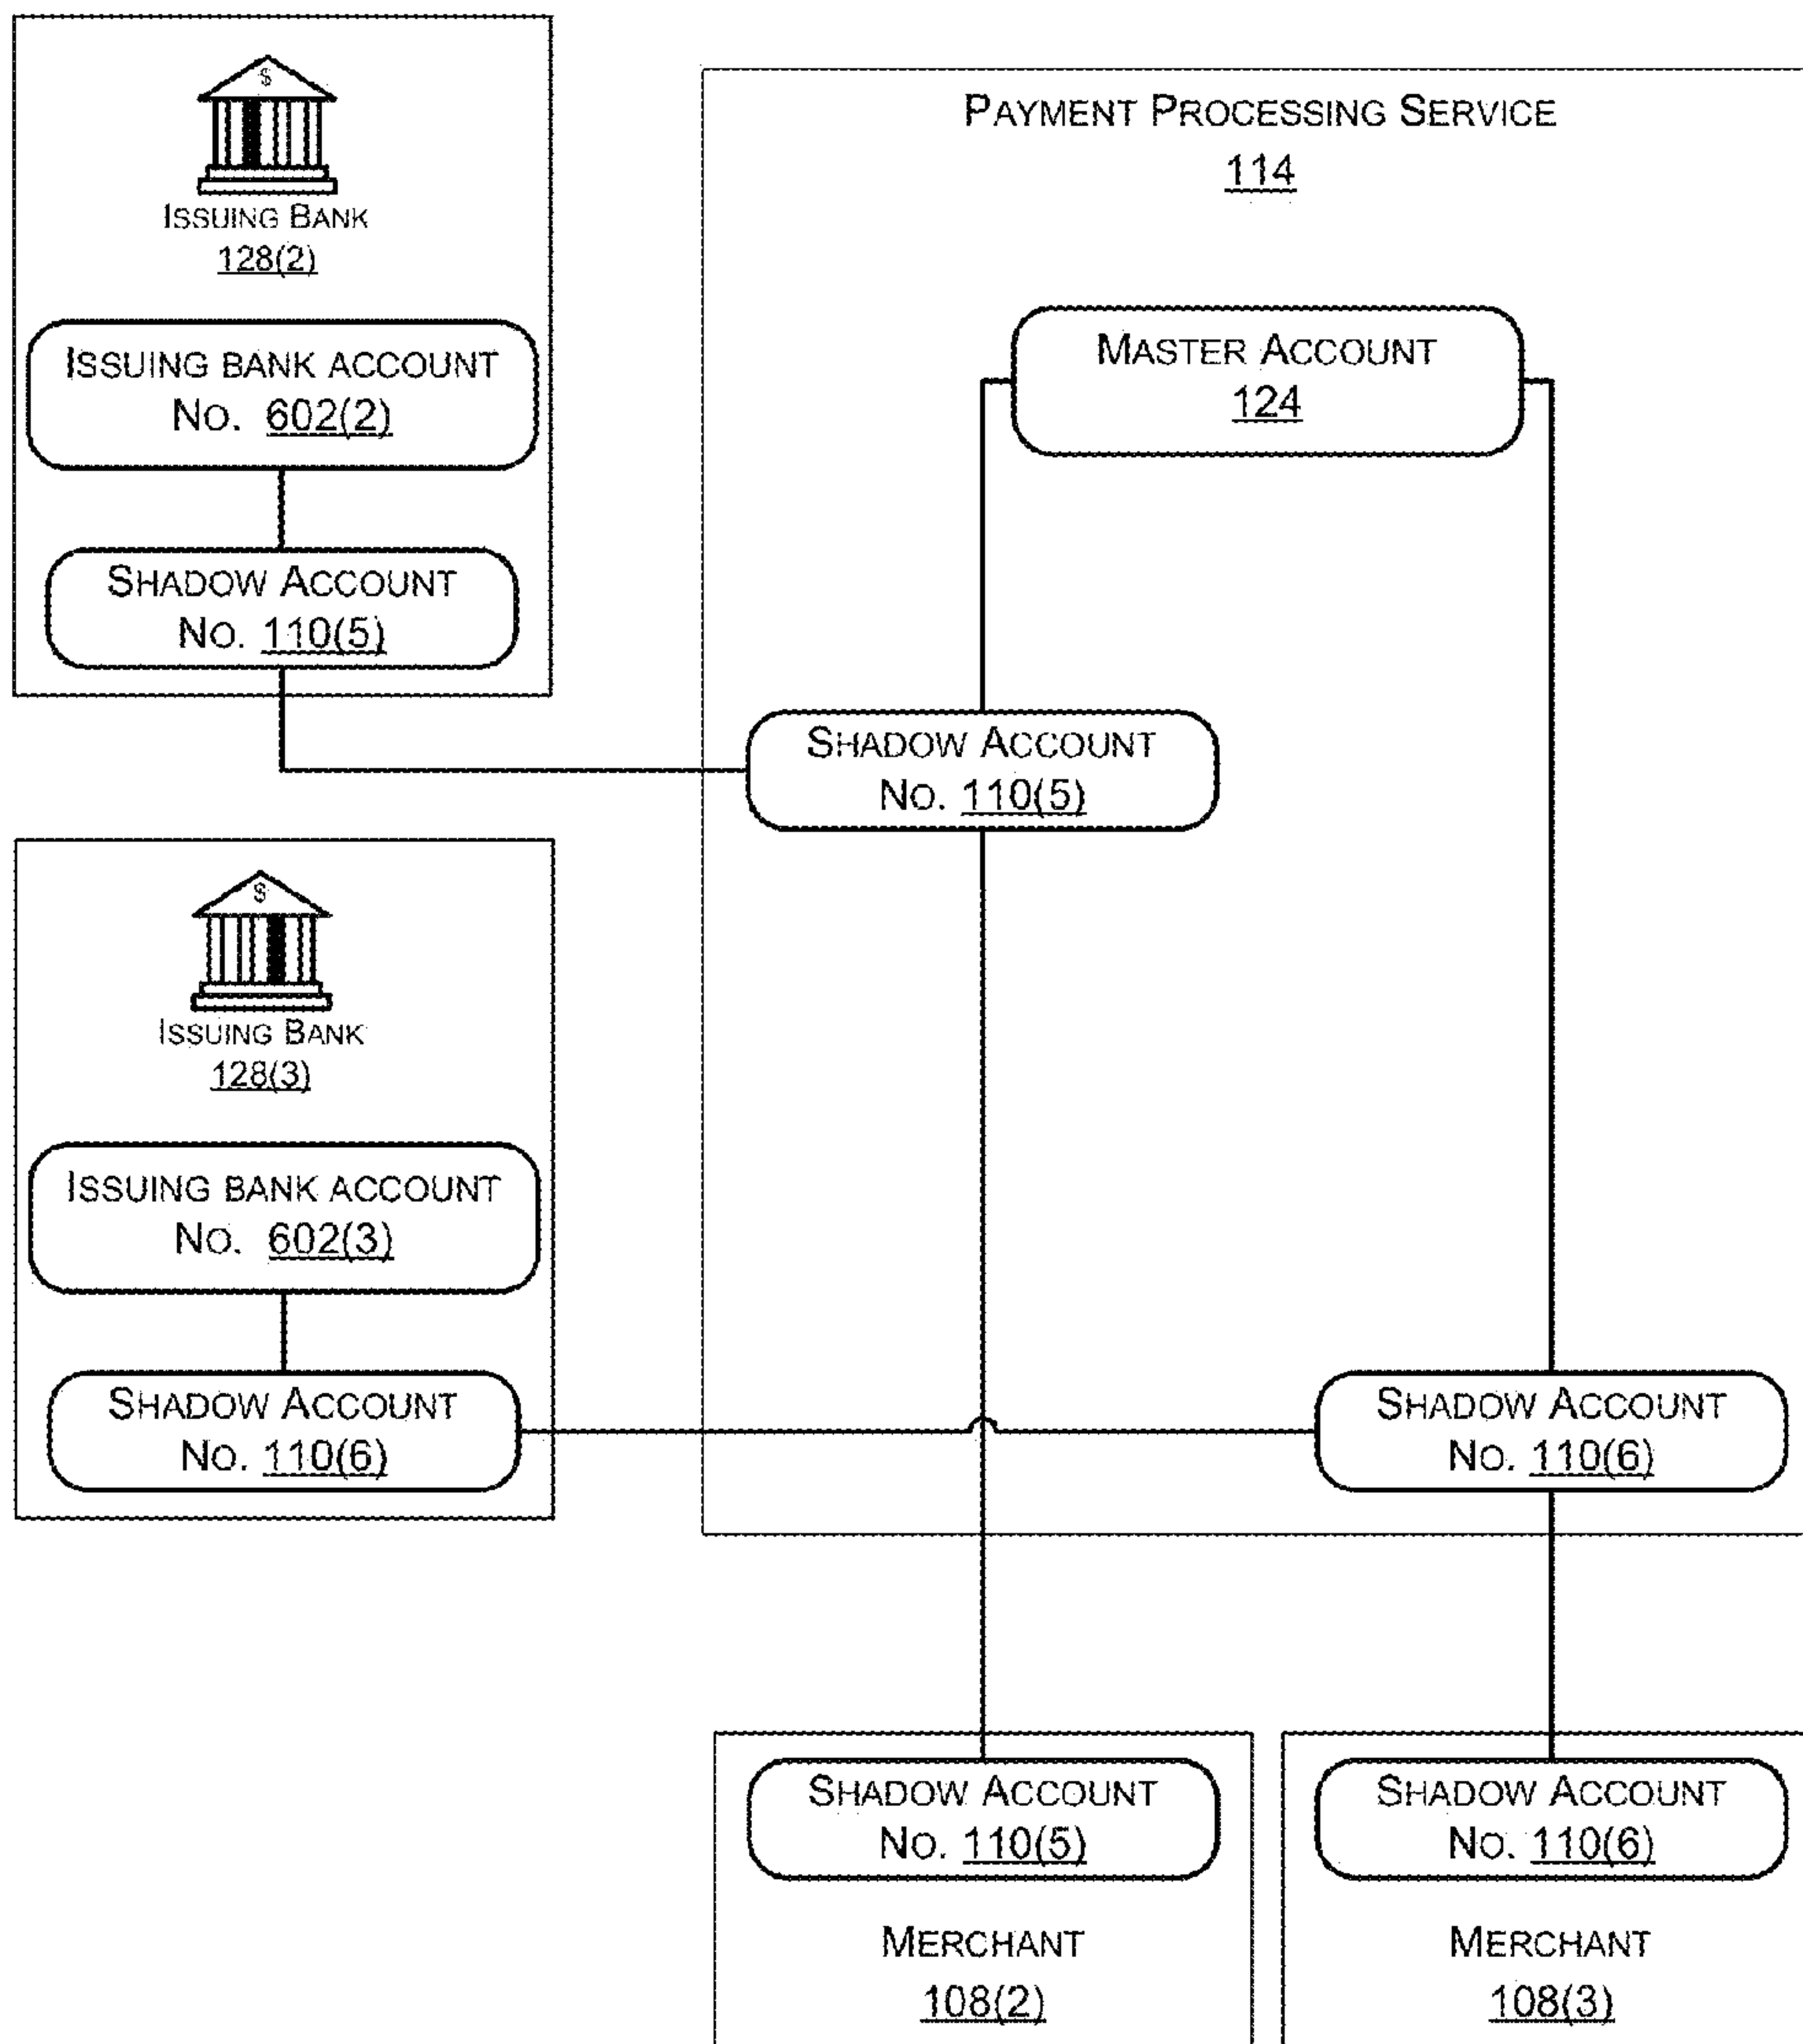 $
ISSUING BANK
128(2)
ISSUING BANK ACCOUNT
NO. 602(2)
SHADOW ACCOUNT
NO. 110(5)
PAYMENT PROCESSING SERVICE
114
MASTER ACCOUNT
124
SHADOW ACCOUNT
NO. 110(5)
$
ISSUING BANK
128(3)
ISSUING BANK ACCOUNT
NO. 602(3)
SHADOW ACCOUNT
NO. 110(6)
SHADOW ACCOUNT
NO. 110(6)
SHADOW ACCOUNT
NO. 110(5)
MERCHANT
108(2)
SHADOW ACCOUNT
NO. 110(6)
MERCHANT
108(3)